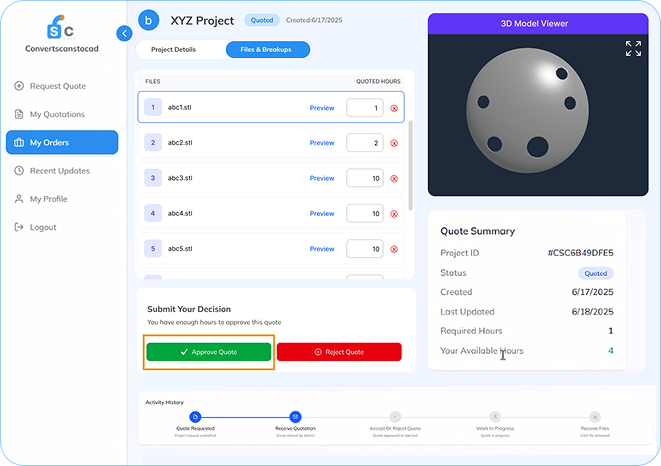 SC
Convertscanstocad
Request Quote
My Quotations
My Orders
Recent Updates
My Profile
Logout
b XYZ Project Quoted Created:6/17/2025
Project Details Files & Breakups
FILES QUOTED HOURS
1 abc1.stl Preview 1
2 abc2.stl Preview 2
3 abc3.stl Preview 10
4 abc4.stl Preview 10
5 abc5.stl Preview 10
Submit Your Decision
You have enough hours to approve this quote
Approve Quote Reject Quote
3D Model Viewer
Quote Summary
Project ID #CSC6B49DFE5
Status Quoted
Created 6/17/2025
Last Updated 6/18/2025
Required Hours 1
Your Available Hours 4
Activity History
Quote Requested Receive Quotation Accept Or Reject Quote Work In Progress Receive Files
Project request submitted Quote shared by Admin Quote approved or rejected Quote in progress CAD file delivered